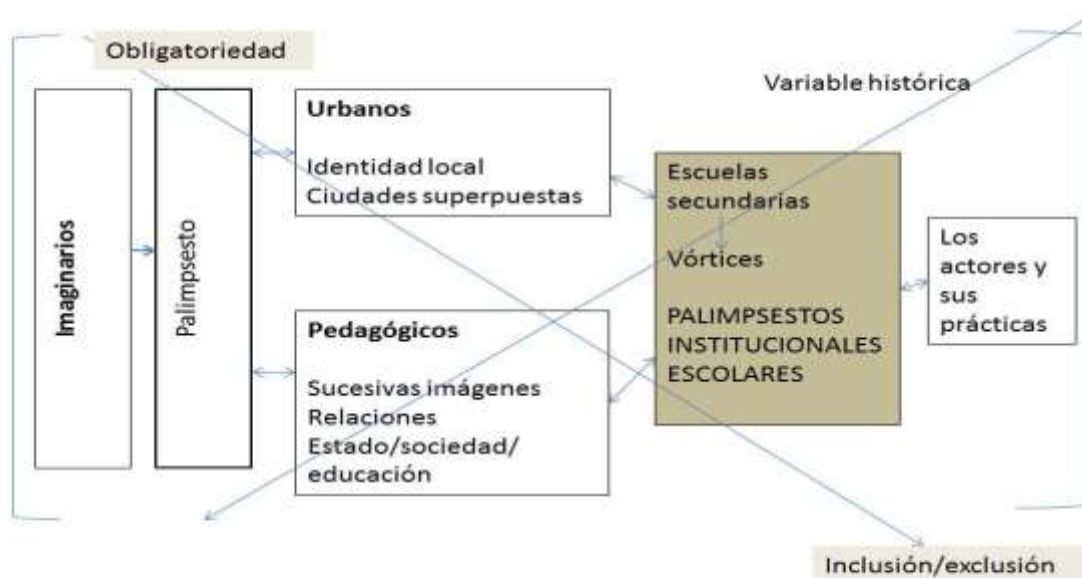 Obligatoriedad
Variable histórica
Imaginarios
Palimpsesto
Urbanos
Identidad local
Ciudades superpuestas
Pedagógicos
Sucesivas imágenes
Relaciones
Estado/sociedad/
educación
Escuelas
secundarias
Vórtices
PALIMPSESTOS
INSTITUCIONALES
ESCOLARES
Los
actores y
sus
prácticas
Inclusión/exclusión